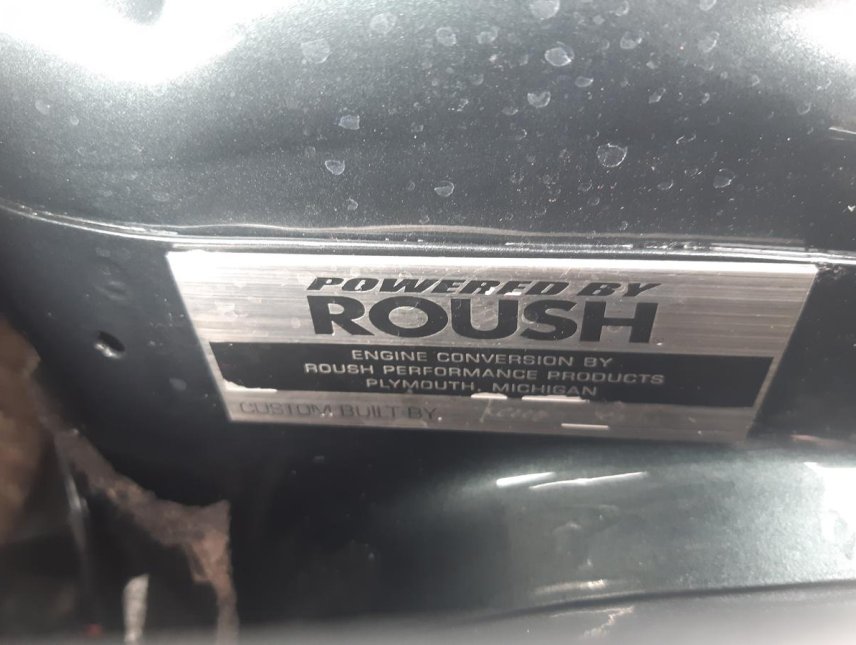 POWERED BY
ROUSH
ENGINE CONVERSION BY
ROUSH PERFORMANCE PRODUCTS
PLYMOUTH, MICHIGAN
CUSTOM BUILT BY